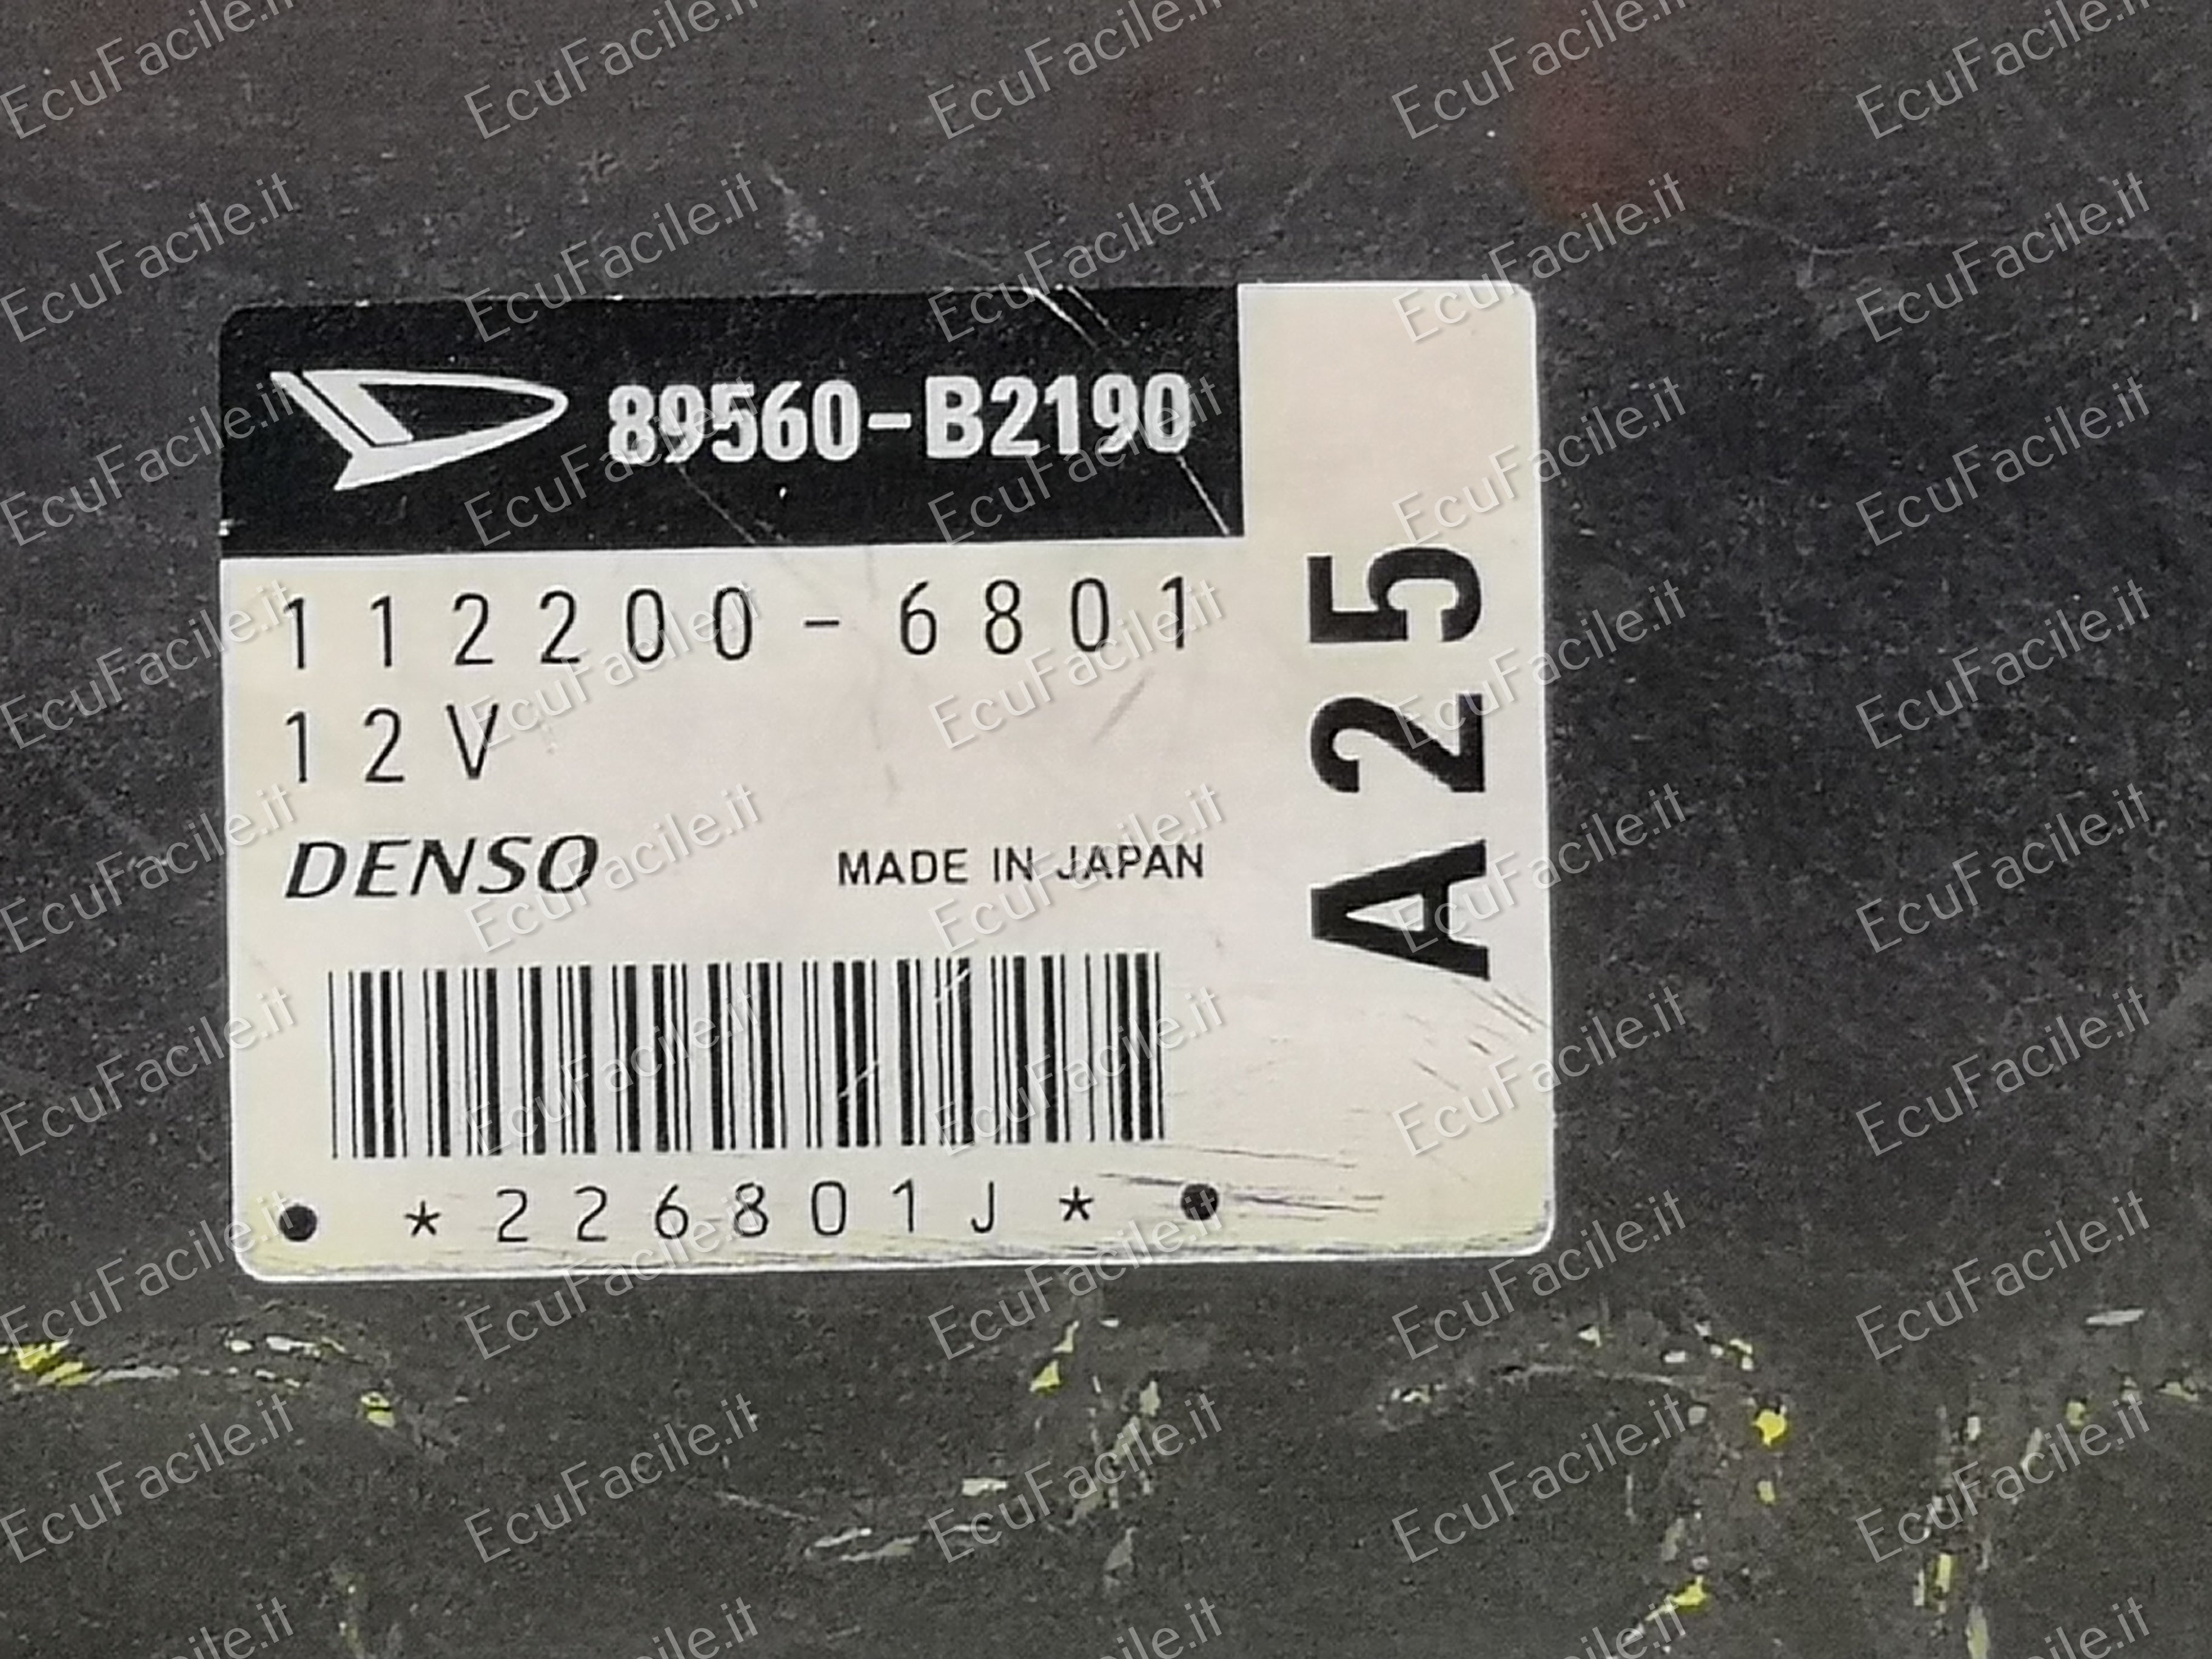 89560-B2190
112200-6801
12V
DENSO MADE IN JAPAN
A25
*226801J*
EcuFacile.it